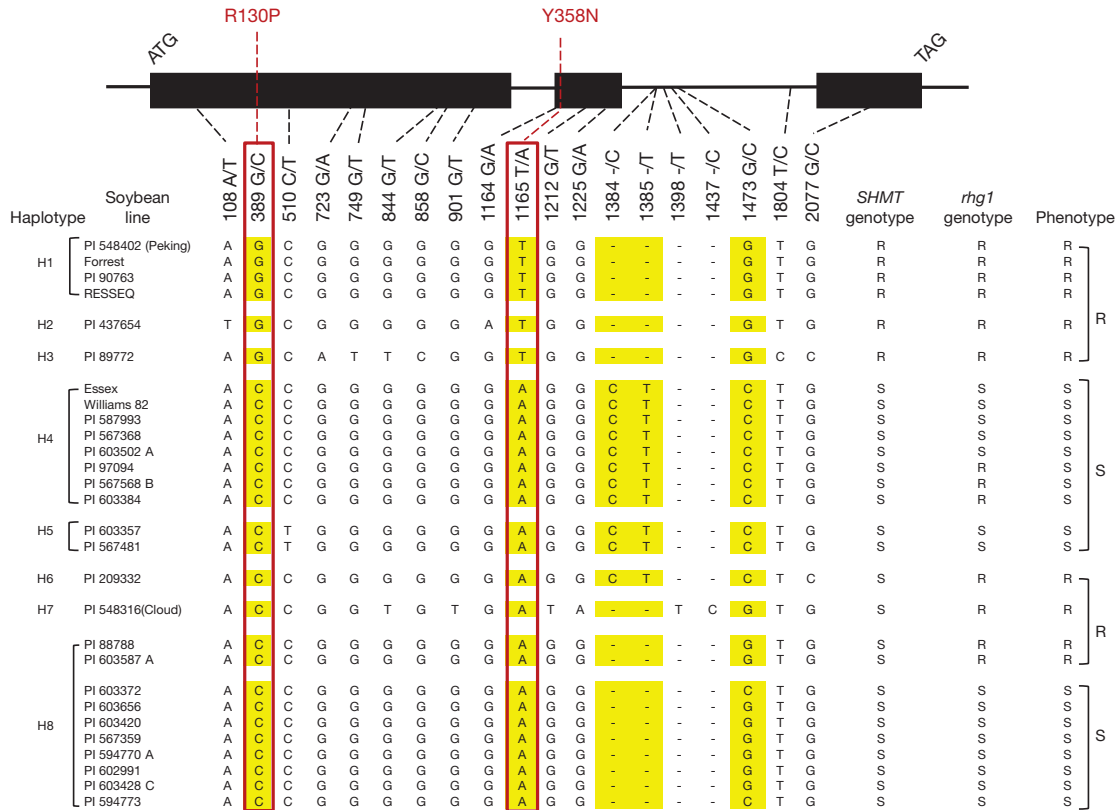 R130P
Y358N
ATG
TAG
108 A/T
389 G/C
510 C/T
723 G/A
749 G/T
844 G/T
858 G/C
901 G/T
1164 G/A
1165 T/A
1212 G/T
1225 G/A
1384 -/C
1385 -/T
1398 -/T
1437 -/C
1473 G/C
1804 T/C
2077 G/C
Haplotype
Soybean
line
SHMT
genotype
rhg1
genotype
Phenotype
H1
PI 548402 (Peking) A G C G G G G G G T G G - - - - G T G R R R
Forrest A G C G G G G G G T G G - - - - G T G R R R
PI 90763 A G C G G G G G G T G G - - - - G T G R R R
RESSEQ A G C G G G G G G T G G - - - - G T G R R R
H2 PI 437654 T G C G G G G G A T G G - - - - G T G R R R
R
H3 PI 89772 A G C A T T C G G T G G - - - - G C C R R R
H4
Essex A C C G G G G G G A G G C T - - C T G S S S
Williams 82 A C C G G G G G G A G G C T - - C T G S S S
PI 587993 A C C G G G G G G A G G C T - - C T G S S S
PI 567368 A C C G G G G G G A G G C T - - C T G S S S
PI 603502 A A C C G G G G G G A G G C T - - C T G S S S
PI 97094 A C C G G G G G G A G G C T - - C T G S R S
PI 567568 B A C C G G G G G G A G G C T - - C T G S R S
PI 603384 A C C G G G G G G A G G C T - - C T G S R S
S
H5
PI 603357 A C T G G G G G G A G G C T - - C T G S S S
PI 567481 A C T G G G G G G A G G C T - - C T G S S S
H6 PI 209332 A C C G G G G G G A G G C T - - C T C S R R
H7 PI 548316(Cloud) A C C G G T G T G A T A - - T C G T G S R R
R
H8
PI 88788 A C C G G G G G G A G G - - - - G T G S R R
PI 603587 A A C C G G G G G G A G G - - - - G T G S R R
PI 603372 A C C G G G G G G A G G - - - - C T G S S S
PI 603656 A C C G G G G G G A G G - - - - G T G S S S
PI 603420 A C C G G G G G G A G G - - - - G T G S S S
PI 567359 A C C G G G G G G A G G - - - - G T G S S S
PI 594770 A A C C G G G G G G A G G - - - - G T G S S S
PI 602991 A C C G G G G G G A G G - - - - G T G S S S
PI 603428 C A C C G G G G G G A G G - - - - G T G S S S
PI 594773 A C C G G G G G G A G G - - - - C T G S S S
S